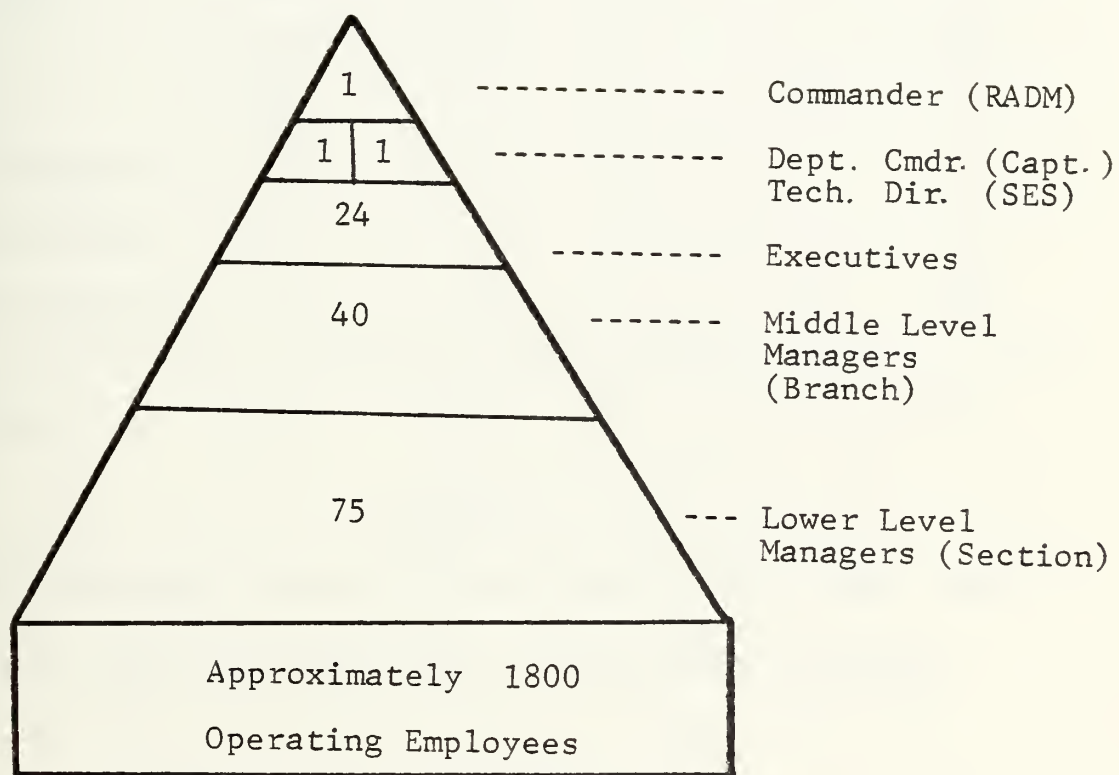 1
Commander (RADM)
1 1
Dept. Cmdr. (Capt.)
Tech. Dir. (SES)
24
Executives
40
Middle Level
Managers
(Branch)
75
Lower Level
Managers (Section)
Approximately 1800
Operating Employees